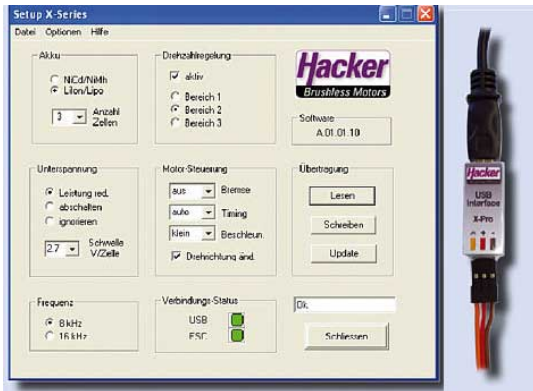 Setup X-Series
Datei Optionen Hilfe
Akku
NiCd/NiMh
LiIon/Lipo
3 Anzahl Zellen
Drehzahlregelung
aktiv
Bereich 1
Bereich 2
Bereich 3
Hacker
Brushless Motors
Software
A.01.01.10
Unterspannung
Leistung red.
abschalten
ignorieren
2.7 Schwelle V/Zelle
Motor-Steuerung
aus Bremse
auto Timing
klein Beschleun.
Drehrichtung änd.
Übertragung
Lesen
Schreiben
Update
Frequenz
8 kHz
16 kHz
Verbindungs-Status
USB
ESC
Ok.
Schliessen
Hacker
USB
Interface
X-Pro
+ -